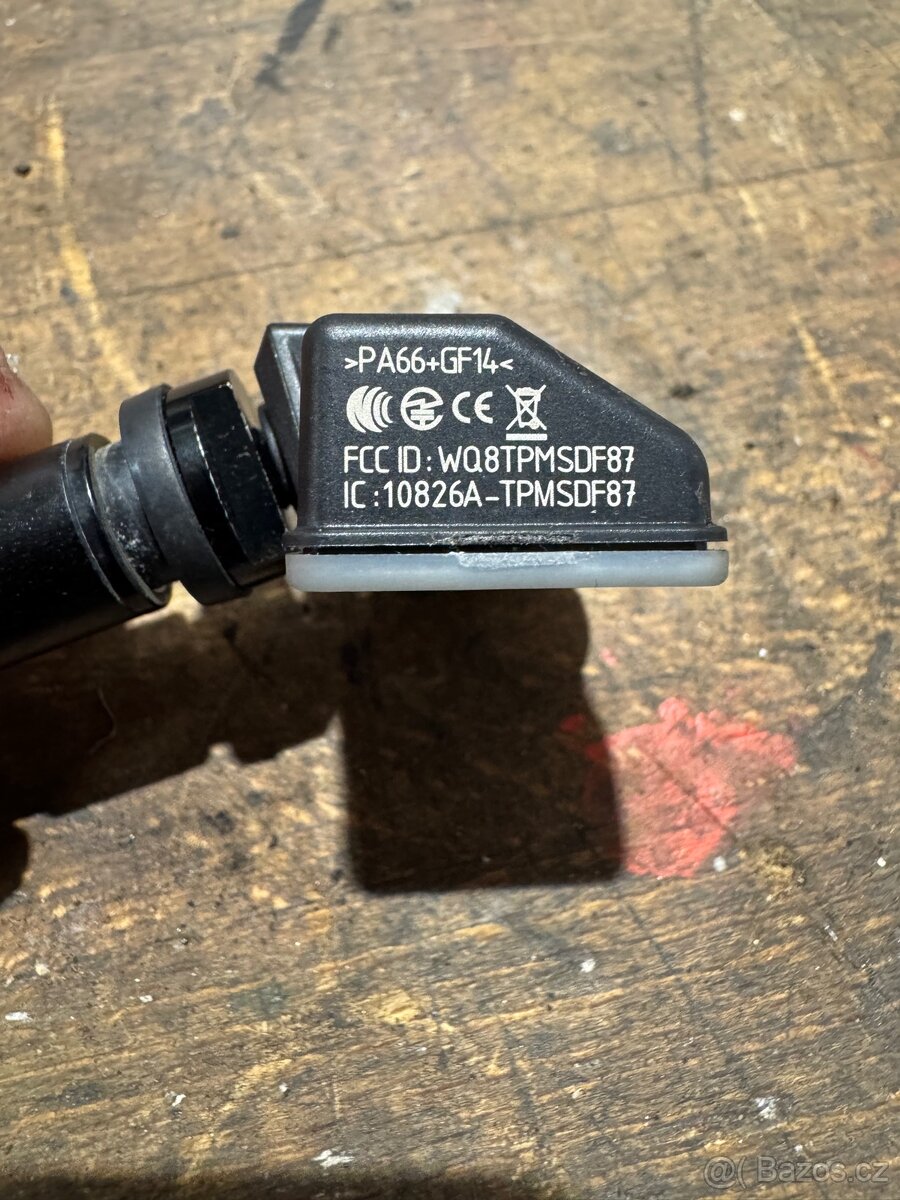 >PA66+GF14<
CE
FCC ID: WQ8TPMSDF87
IC:10826A-TPMSDF87
@( Bazos.cz